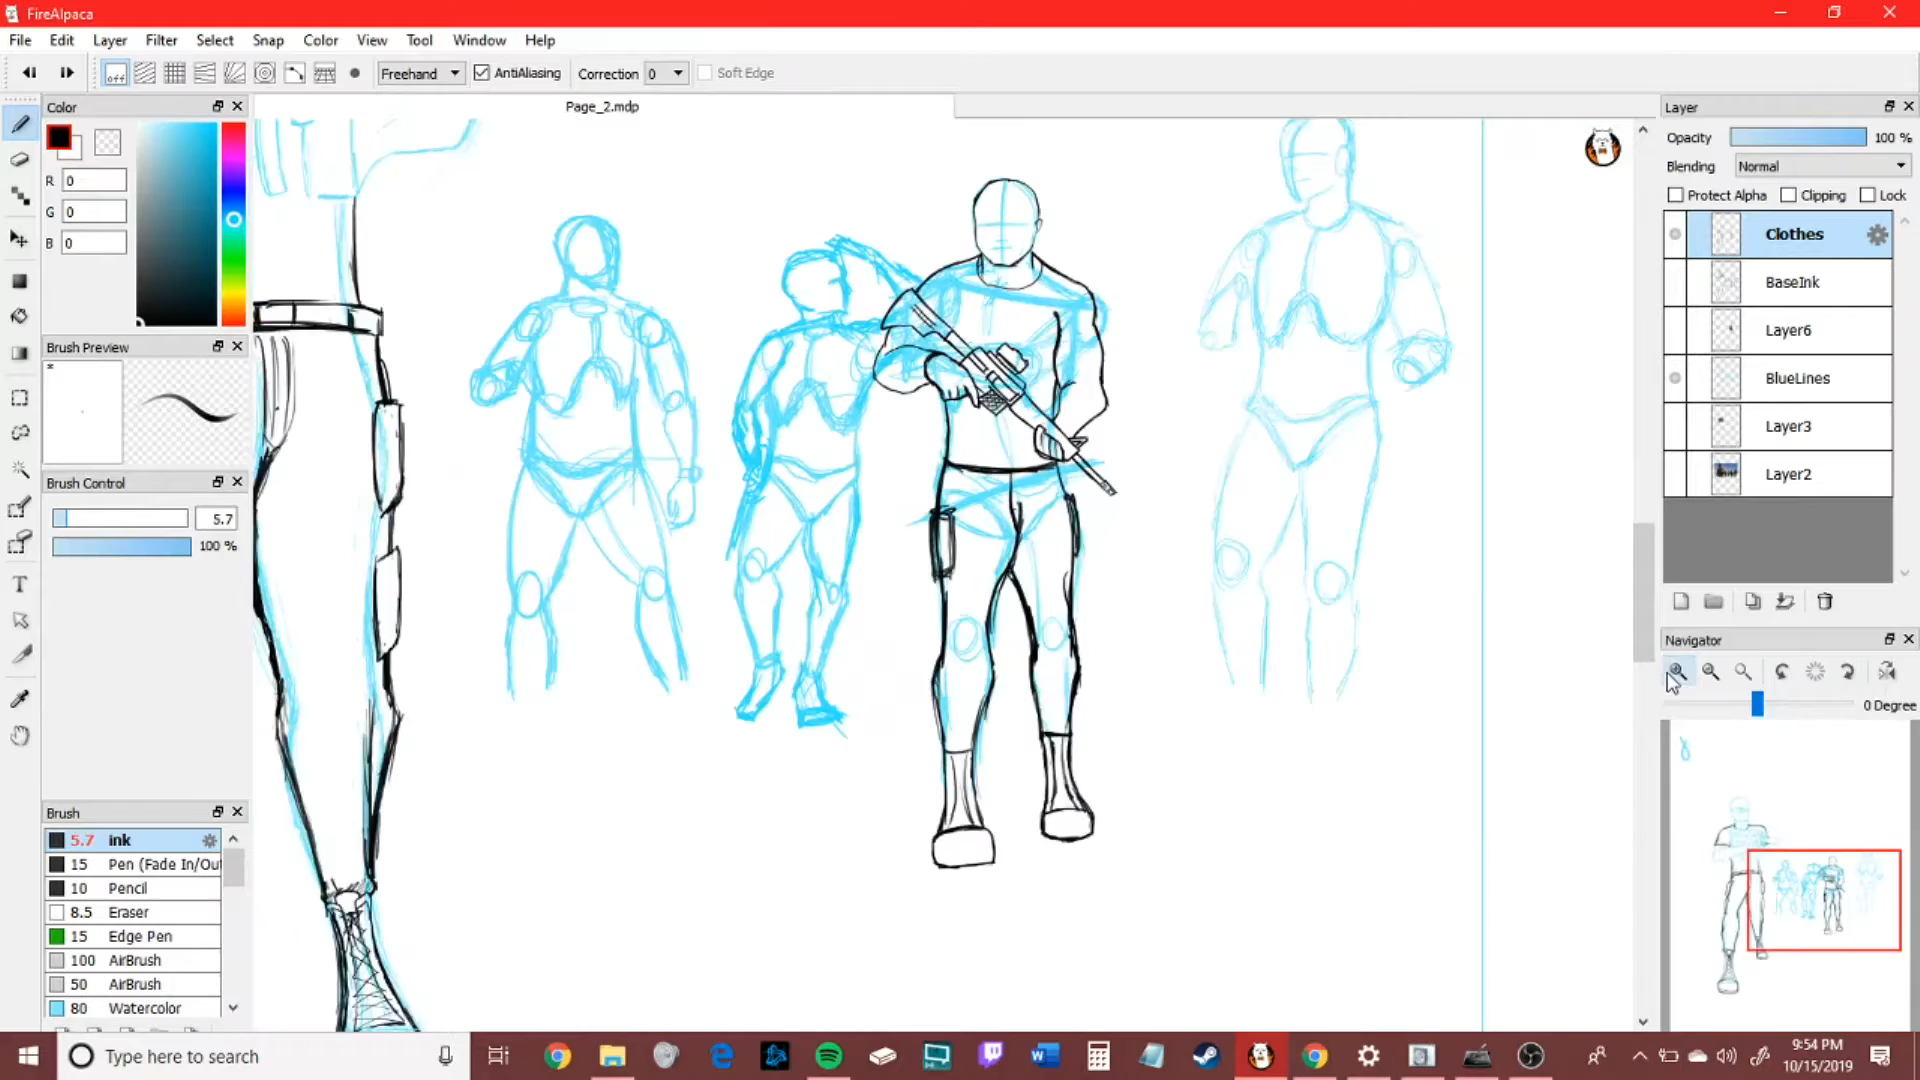 FireAlpaca
File Edit Layer Filter Select Snap Color View Tool Window Help
off Freehand AntiAliasing Correction 0 Soft Edge
Color
Page_2.mdp
Layer
R 0
G 0
B 0
Opacity 100 %
Blending Normal
Protect Alpha Clipping Lock
Clothes
BaseInk
Layer6
BlueLines
Layer3
Layer2
Brush Preview
*
Brush Control
5.7
100 %
T
Navigator
0 Degree
Brush
5.7 ink
15 Pen (Fade In/Out
10 Pencil
8.5 Eraser
15 Edge Pen
100 AirBrush
50 AirBrush
80 Watercolor
Type here to search
9:54 PM
10/15/2019